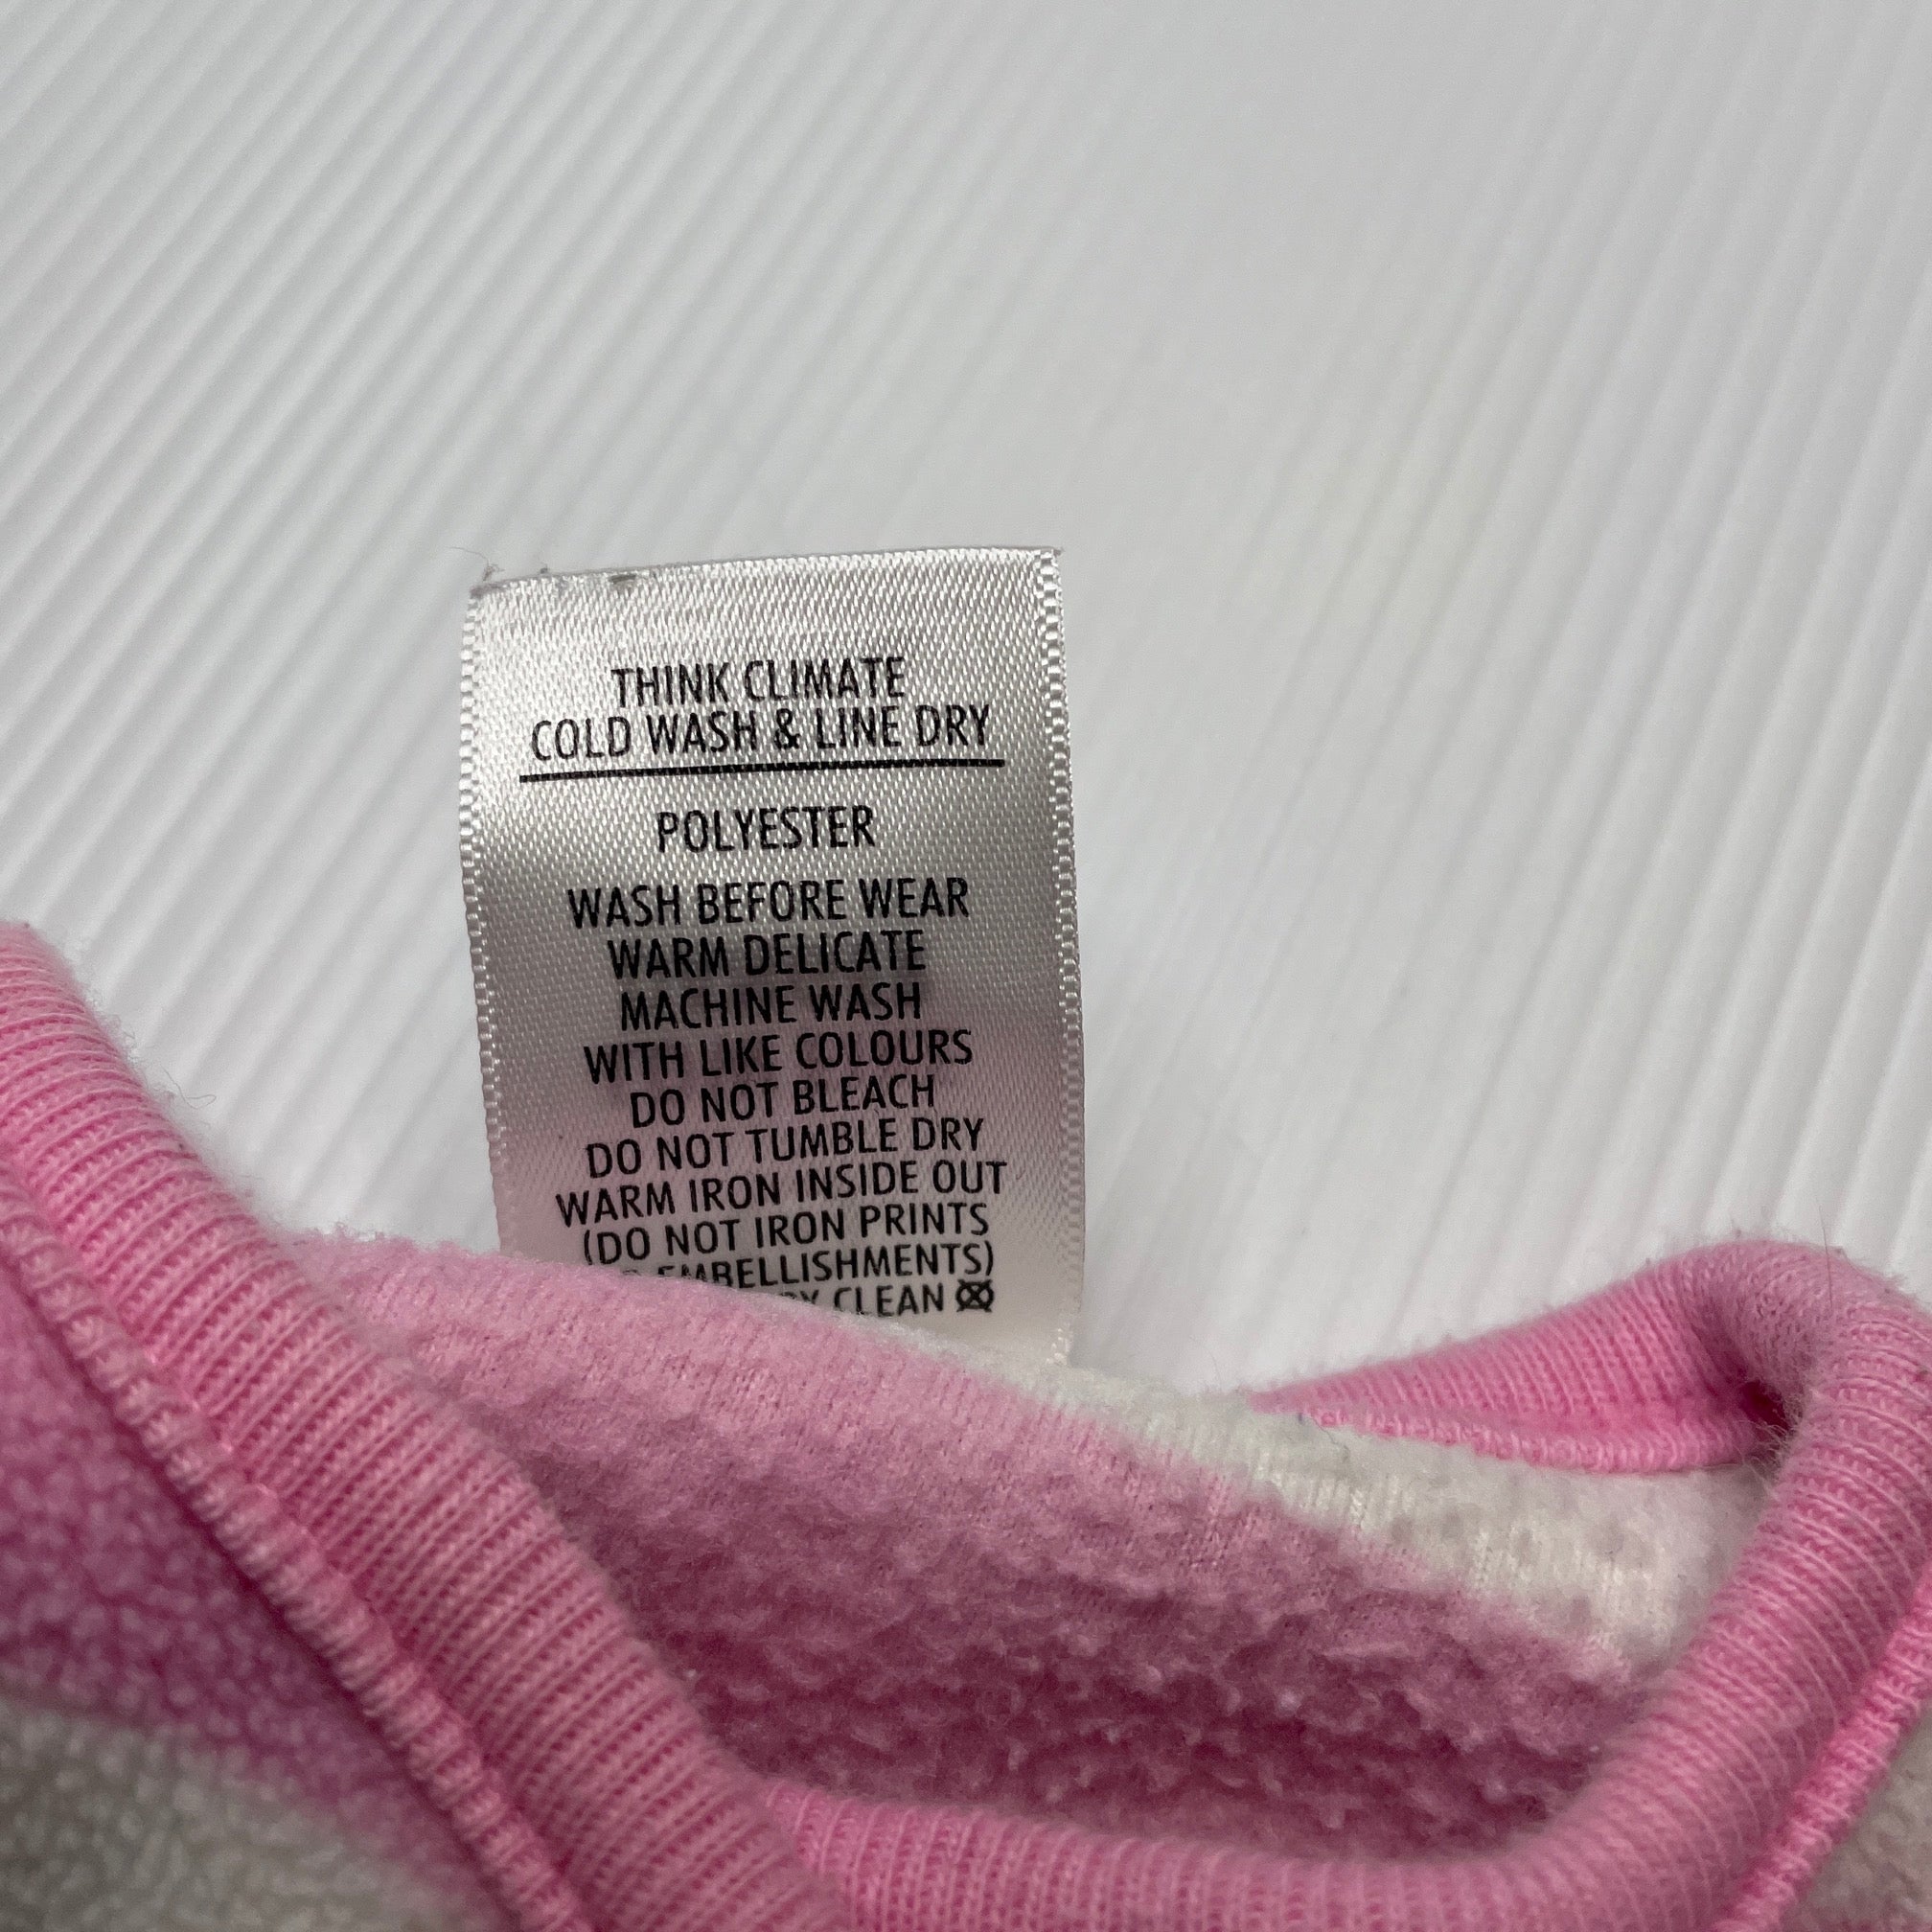 THINK CLIMATE
COLD WASH & LINE DRY
POLYESTER
WASH BEFORE WEAR
WARM DELICATE
MACHINE WASH
WITH LIKE COLOURS
DO NOT BLEACH
DO NOT TUMBLE DRY
WARM IRON INSIDE OUT
(DO NOT IRON PRINTS
EMBELLISHMENTS)
CLEAN